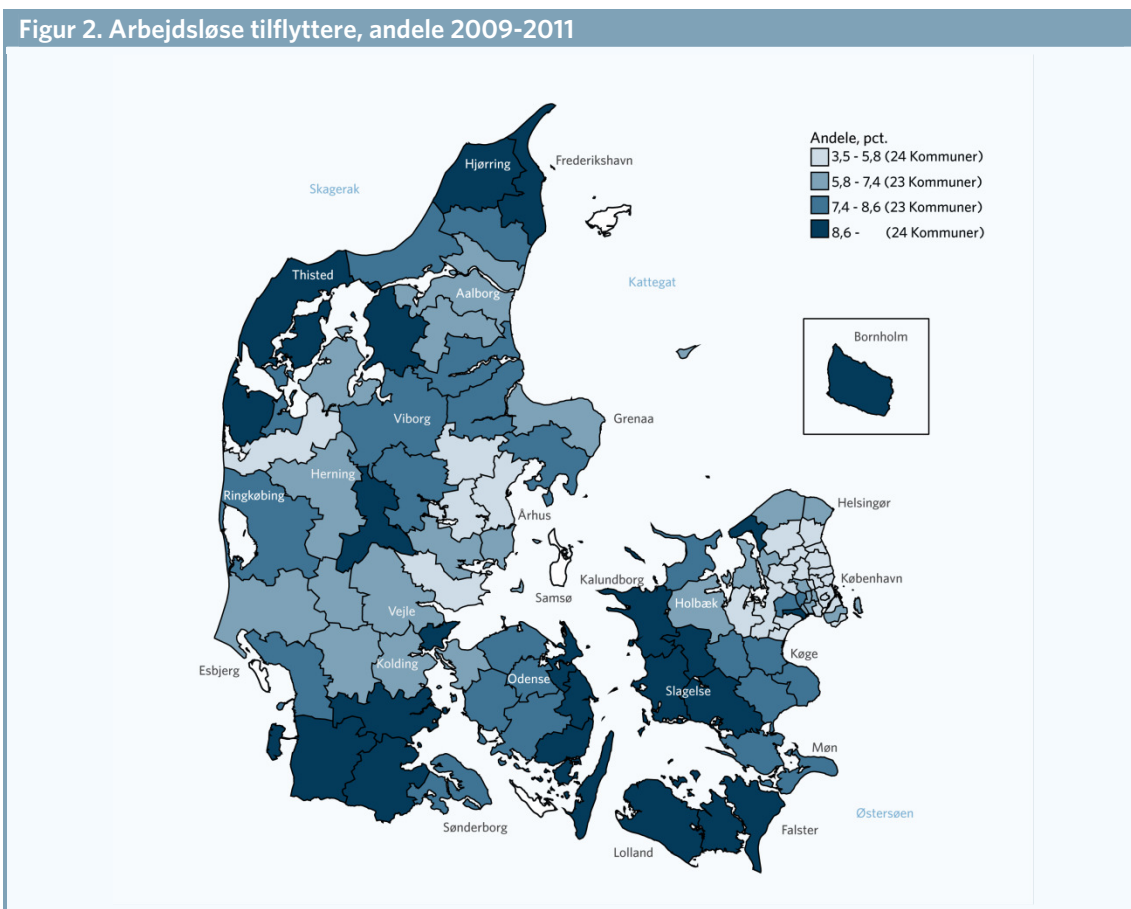 Figur 2. Arbejdsløse tilflyttere, andele 2009-2011
Andele, pct.
3,5 - 5,8 (24 Kommuner)
5,8 - 7,4 (23 Kommuner)
7,4 - 8,6 (23 Kommuner)
8,6 - (24 Kommuner)
Hjørring
Frederikshavn
Skagerak
Thisted
Kattegat
Aalborg
Bornholm
Viborg
Grenaa
Herning
Ringkøbing
Helsingør
Århus
Kalundborg
København
Samsø
Holbæk
Vejle
Køge
Esbjerg
Kolding
Odense
Slagelse
Møn
Østersøen
Sønderborg
Falster
Lolland